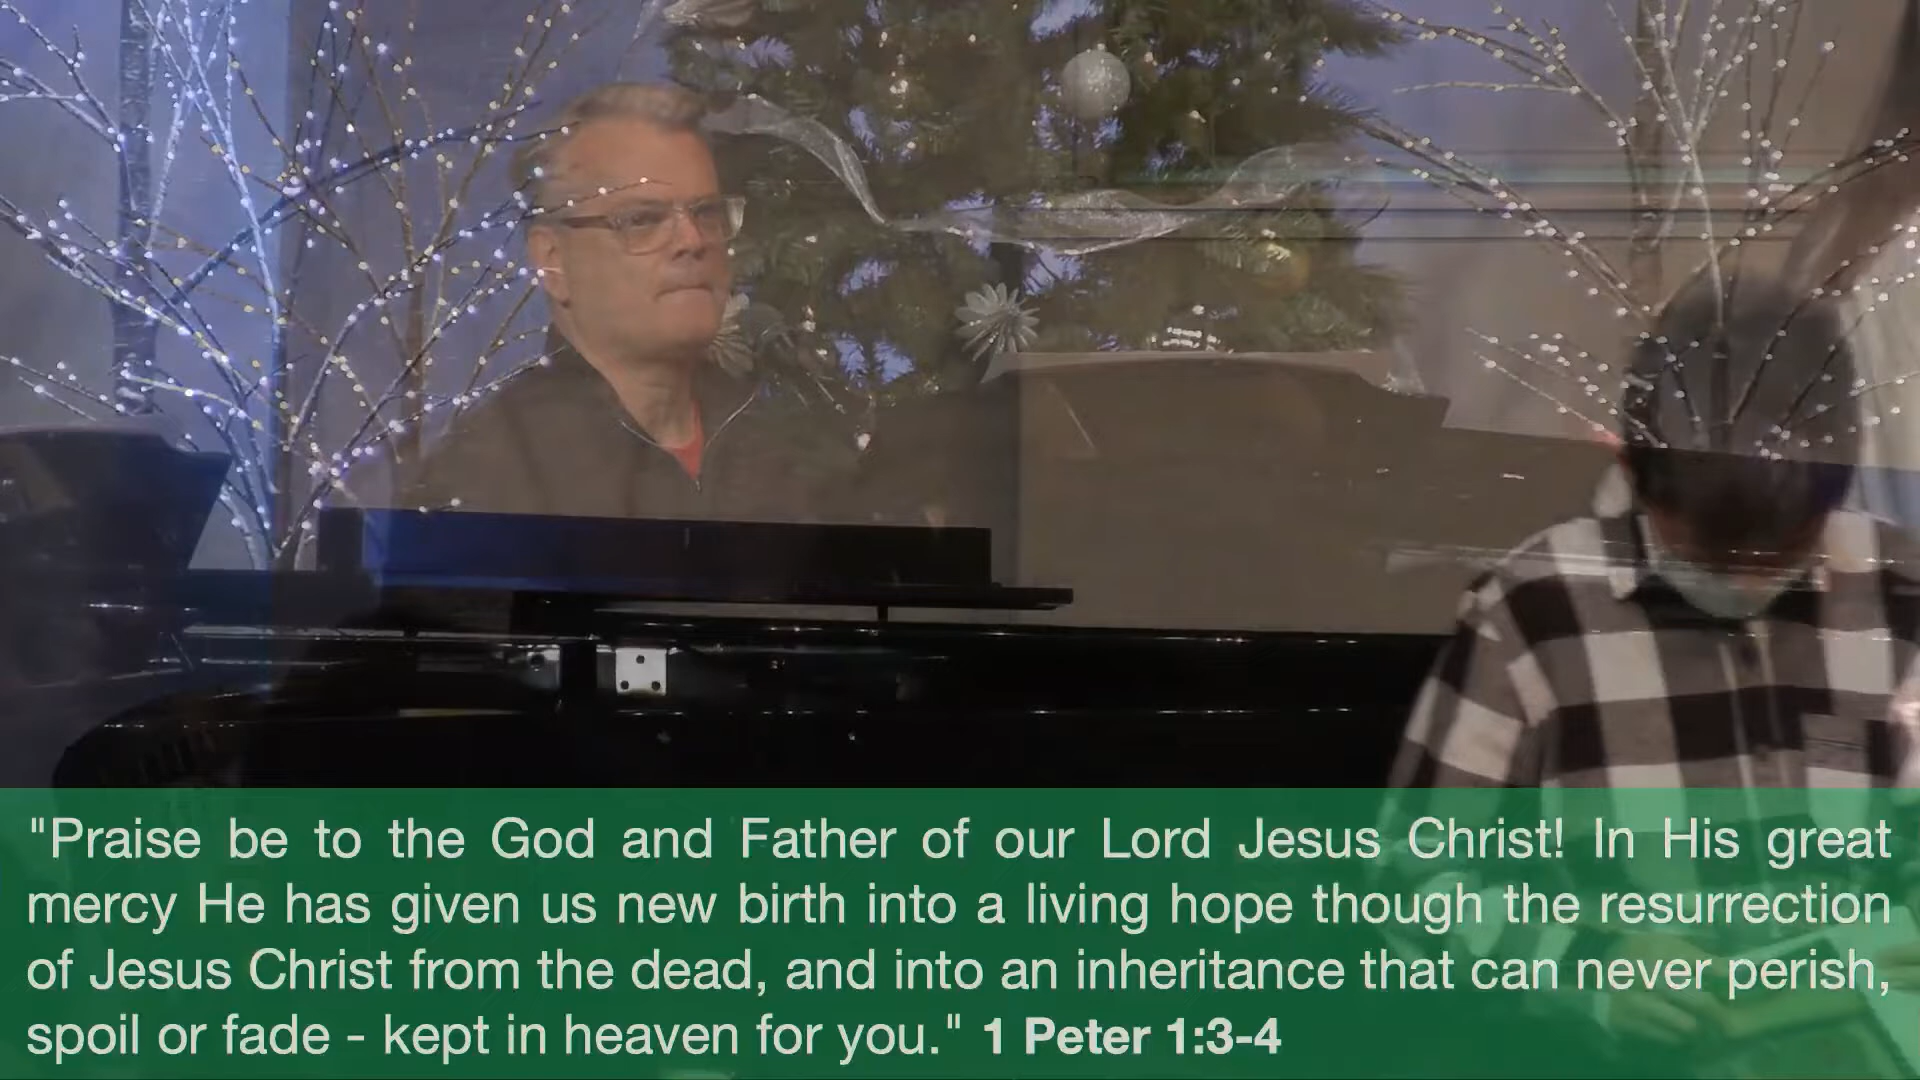 "Praise be to the God and Father of our Lord Jesus Christ! In His great
mercy He has given us new birth into a living hope though the resurrection
of Jesus Christ from the dead, and into an inheritance that can never perish,
spoil or fade - kept in heaven for you." 1 Peter 1:3-4